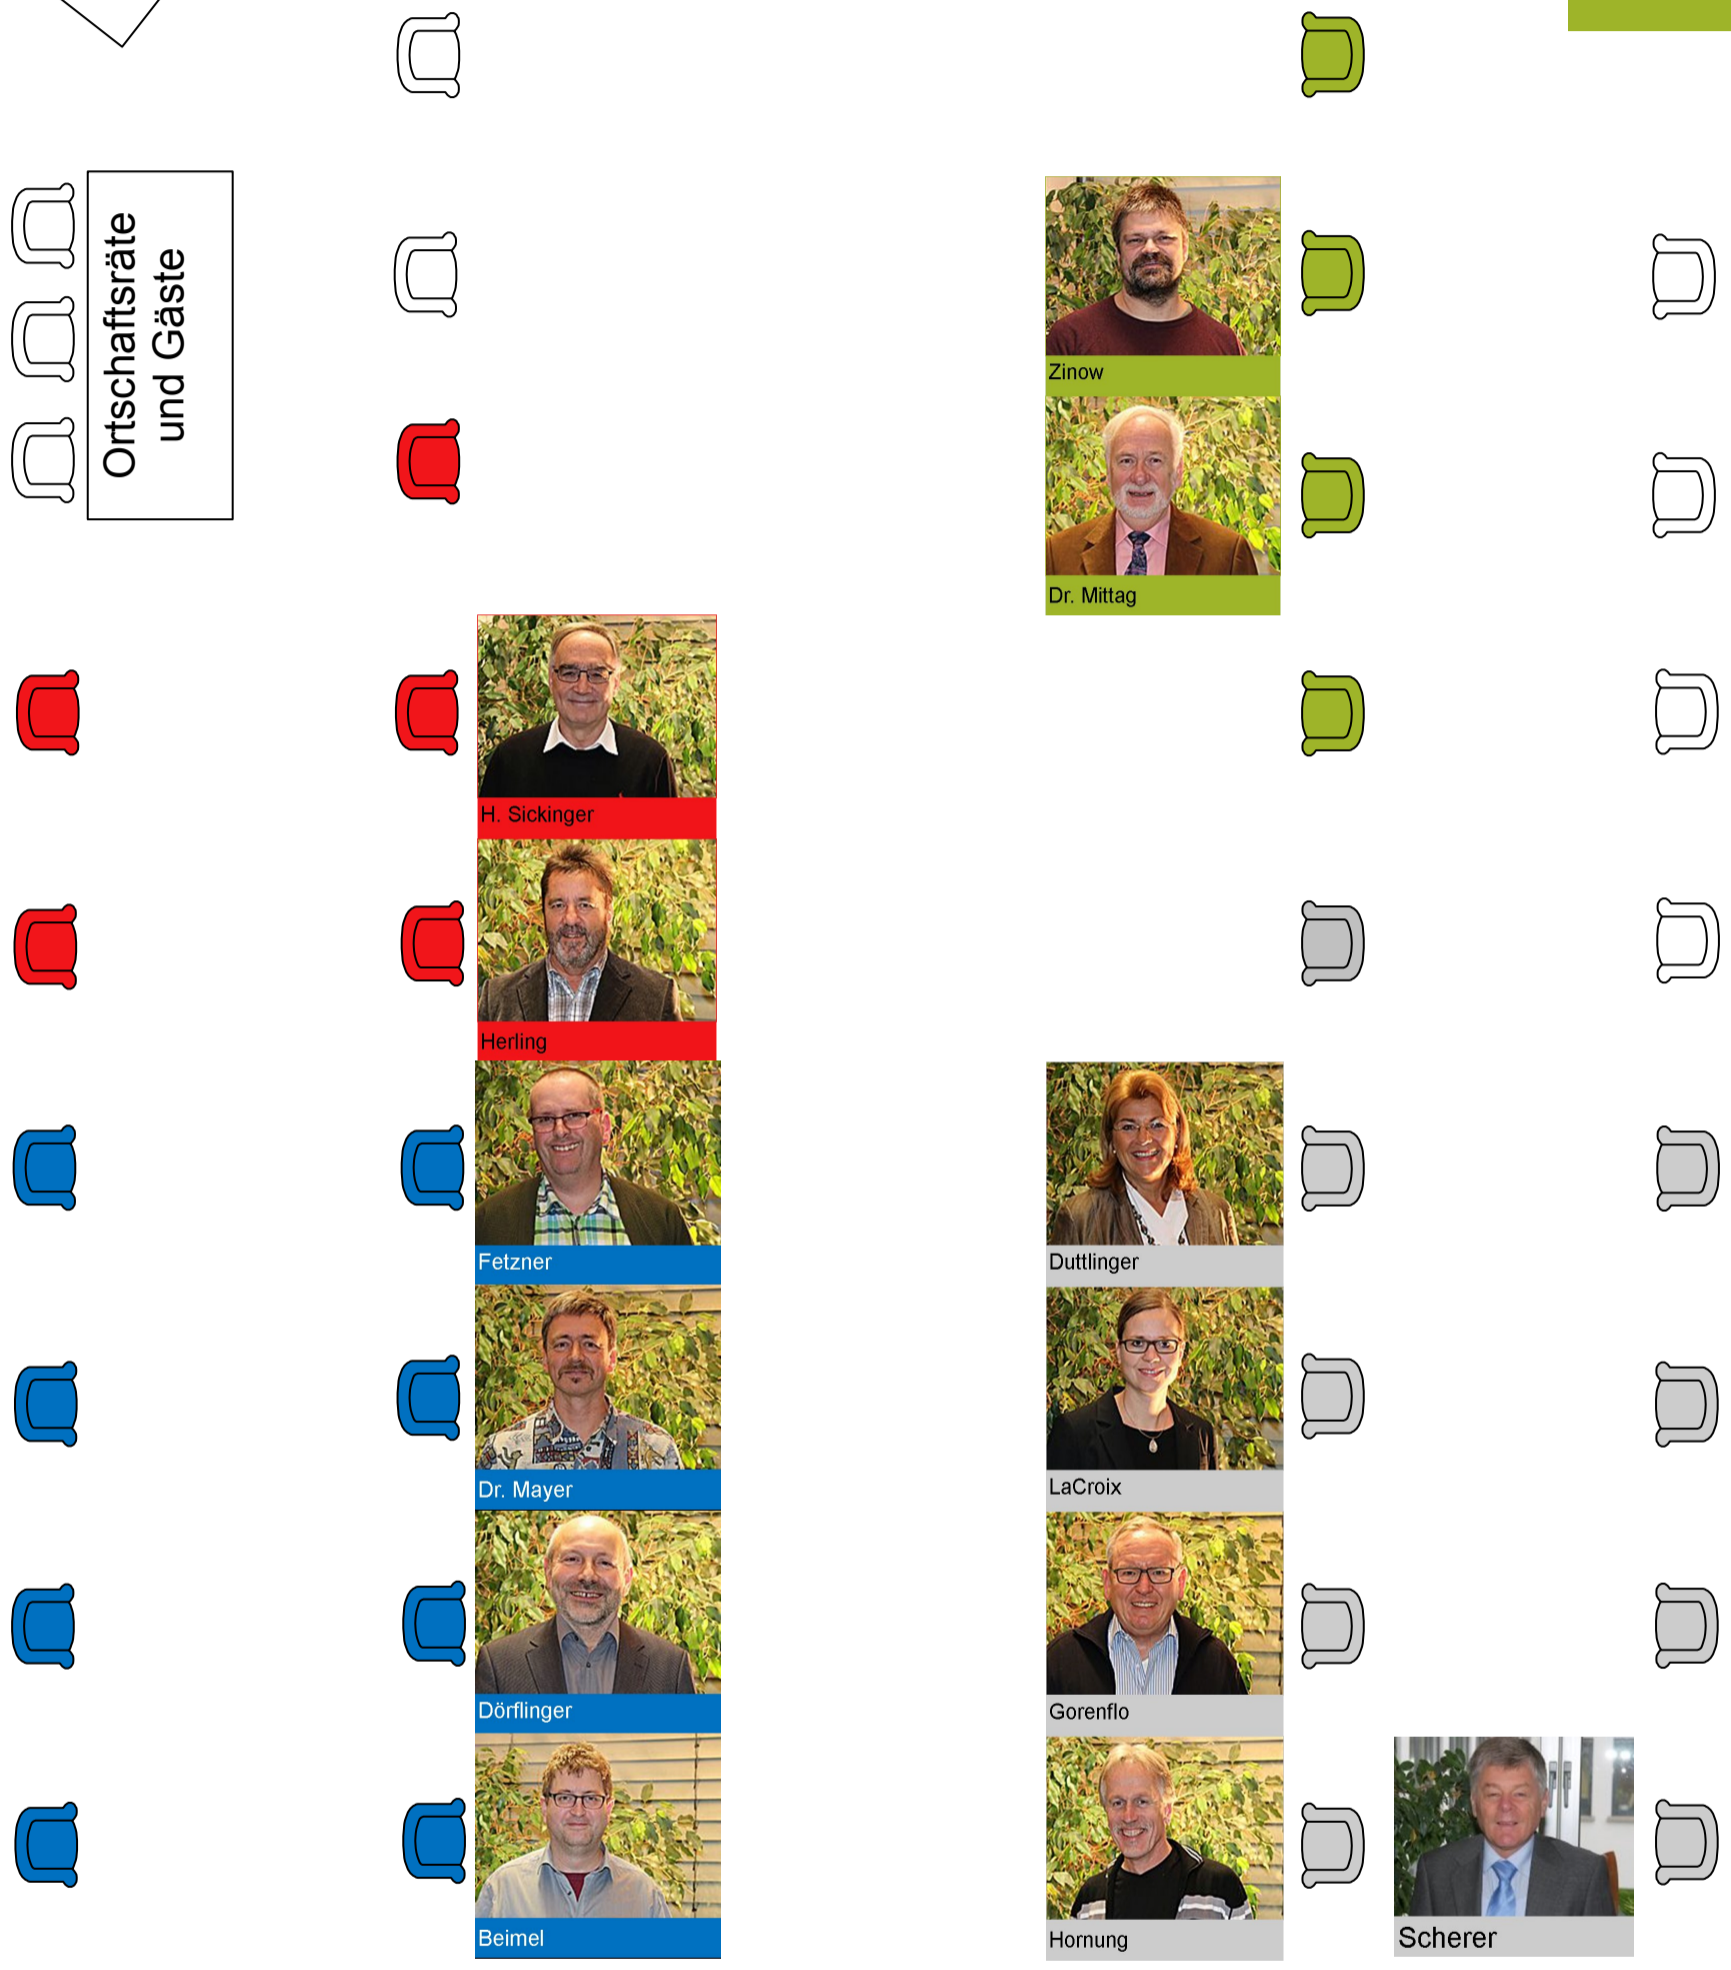 Ortschaftsräte
und Gäste
Zinow
Dr. Mittag
H. Sickinger
Herling
Fetzner
Duttlinger
Dr. Mayer
LaCroix
Dörflinger
Gorenflo
Beimel
Hornung
Scherer